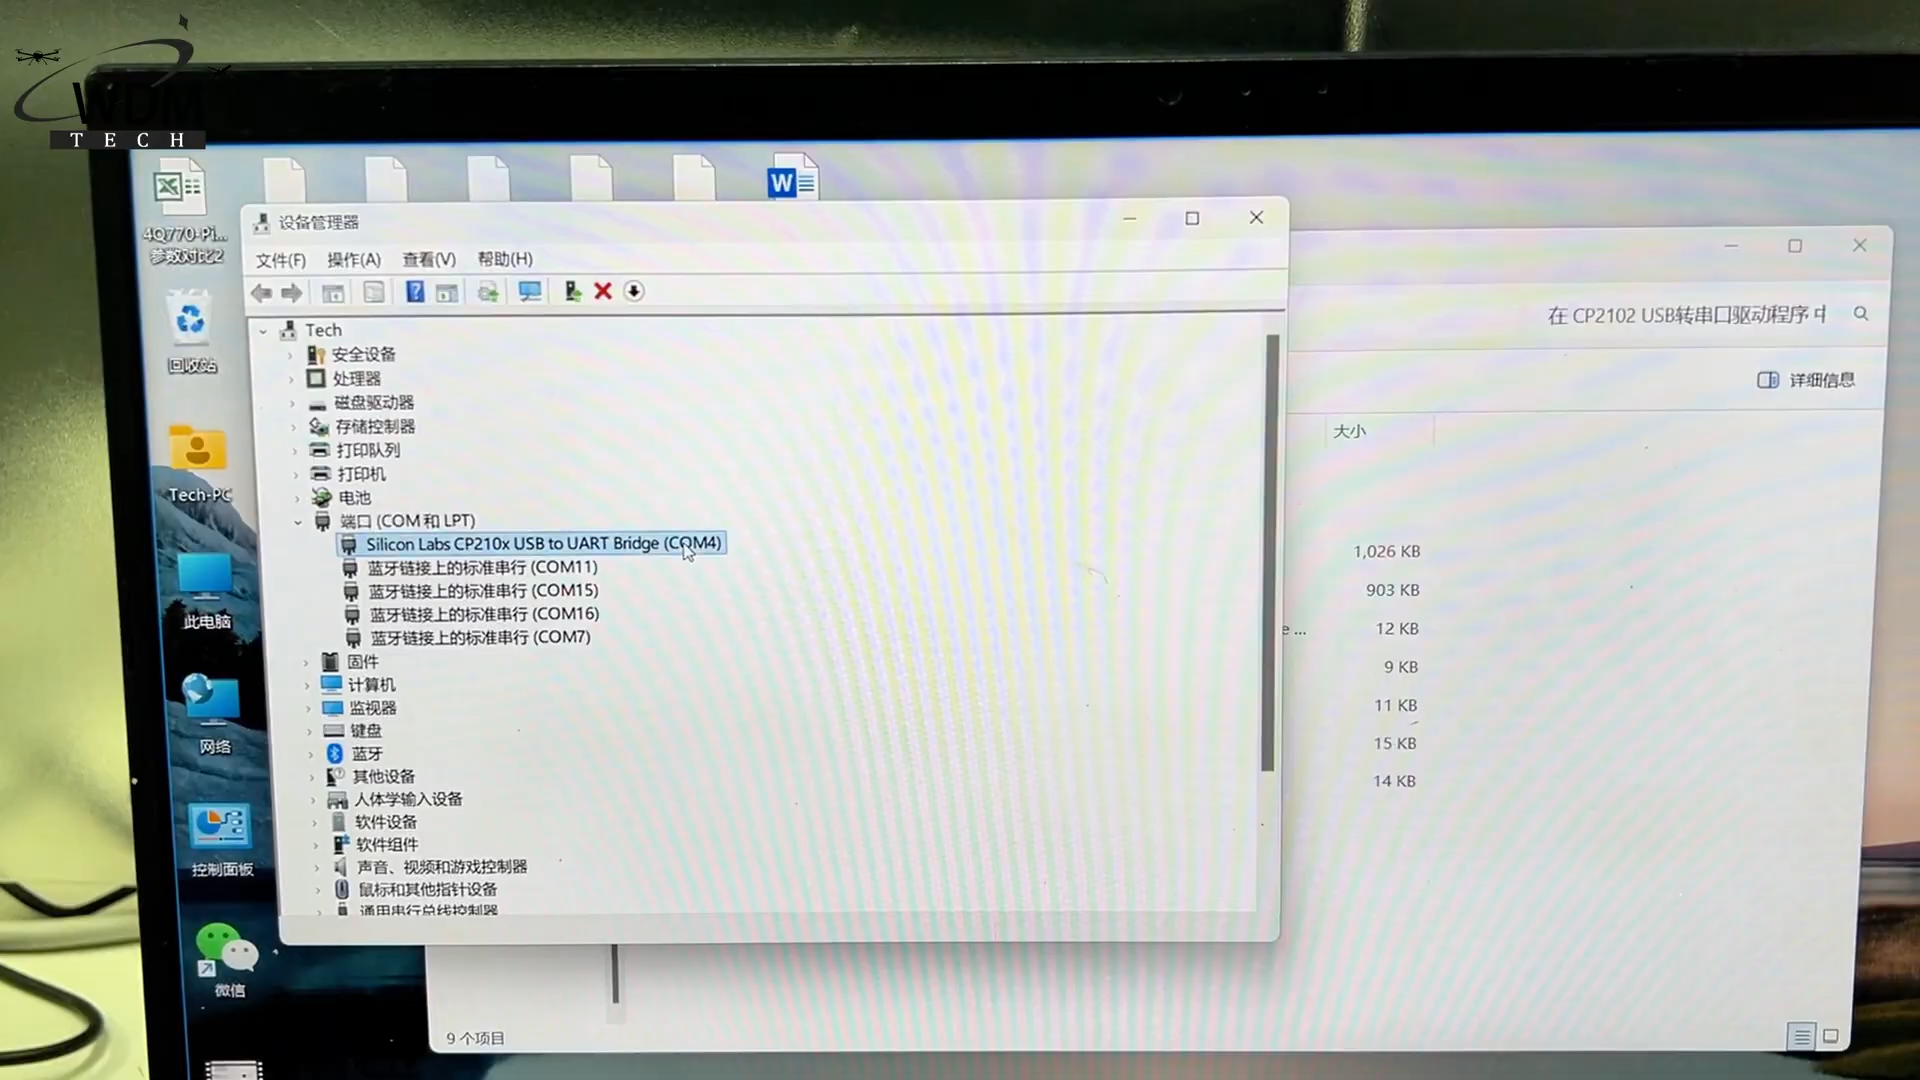 WDM
TECH
4Q770-Pi...
参数对比2
回收站
Tech-PC
此电脑
网络
控制面板
微信
W
设备管理器
文件(F) 操作(A) 查看(V) 帮助(H)
Tech
安全设备
处理器
磁盘驱动器
存储控制器
打印队列
打印机
电池
端口 (COM 和 LPT)
Silicon Labs CP210x USB to UART Bridge (COM4)
蓝牙链接上的标准串行 (COM11)
蓝牙链接上的标准串行 (COM15)
蓝牙链接上的标准串行 (COM16)
蓝牙链接上的标准串行 (COM7)
固件
计算机
监视器
键盘
蓝牙
其他设备
人体学输入设备
软件设备
软件组件
声音、视频和游戏控制器
鼠标和其他指针设备
通用串行总线控制器
在 CP2102 USB转串口驱动程序 中
详细信息
大小
1,026 KB
903 KB
e ... 12 KB
9 KB
11 KB
15 KB
14 KB
9 个项目